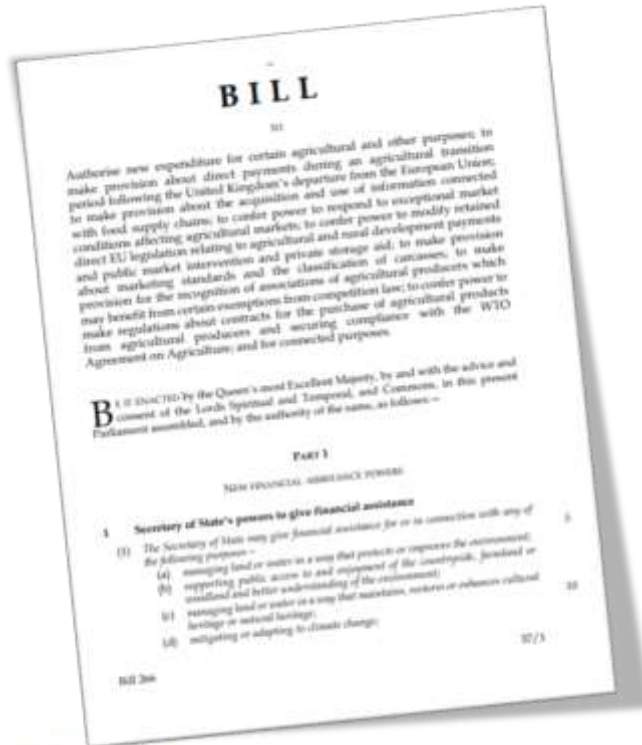 BILL
TO
Authorise new expenditure for certain agricultural and other purposes; to
make provision about direct payments during an agricultural transition
period following the United Kingdom's departure from the European Union;
to make provision about the acquisition and use of information connected
with food supply chains; to confer power to respond to exceptional market
conditions affecting agricultural markets; to confer power to modify retained
direct EU legislation relating to agricultural and rural development payments
and public market intervention and private storage aid; to make provision
about marketing standards and the classification of carcasses; to make
provision for the recognition of associations of agricultural producers which
may benefit from certain exemptions from competition law; to confer power to
make regulations about contracts for the purchase of agricultural products
from agricultural producers and securing compliance with the WTO
Agreement on Agriculture; and for connected purposes.
BE IT ENACTED by the Queen's most Excellent Majesty, by and with the advice and
consent of the Lords Spiritual and Temporal, and Commons, in this present
Parliament assembled, and by the authority of the same, as follows:—
PART 1
NEW FINANCIAL ASSISTANCE POWERS
1 Secretary of State's powers to give financial assistance
(1) The Secretary of State may give financial assistance for or in connection with any of
the following purposes— 5
(a) managing land or water in a way that protects or improves the environment;
(b) supporting public access to and enjoyment of the countryside, farmland or
woodland and better understanding of the environment;
(c) managing land or water in a way that maintains, restores or enhances cultural
heritage or natural heritage; 10
(d) mitigating or adapting to climate change;
Bill 266 57/1